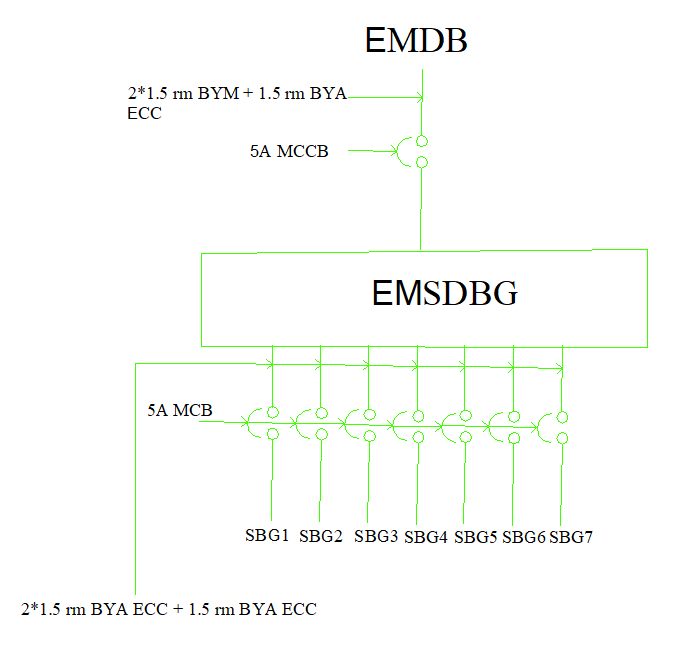 EMDB
2*1.5 rm BYM + 1.5 rm BYA
ECC
5A MCCB
EMSDBG
5A MCB
SBG1 SBG2 SBG3 SBG4 SBG5 SBG6 SBG7
2*1.5 rm BYA ECC + 1.5 rm BYA ECC